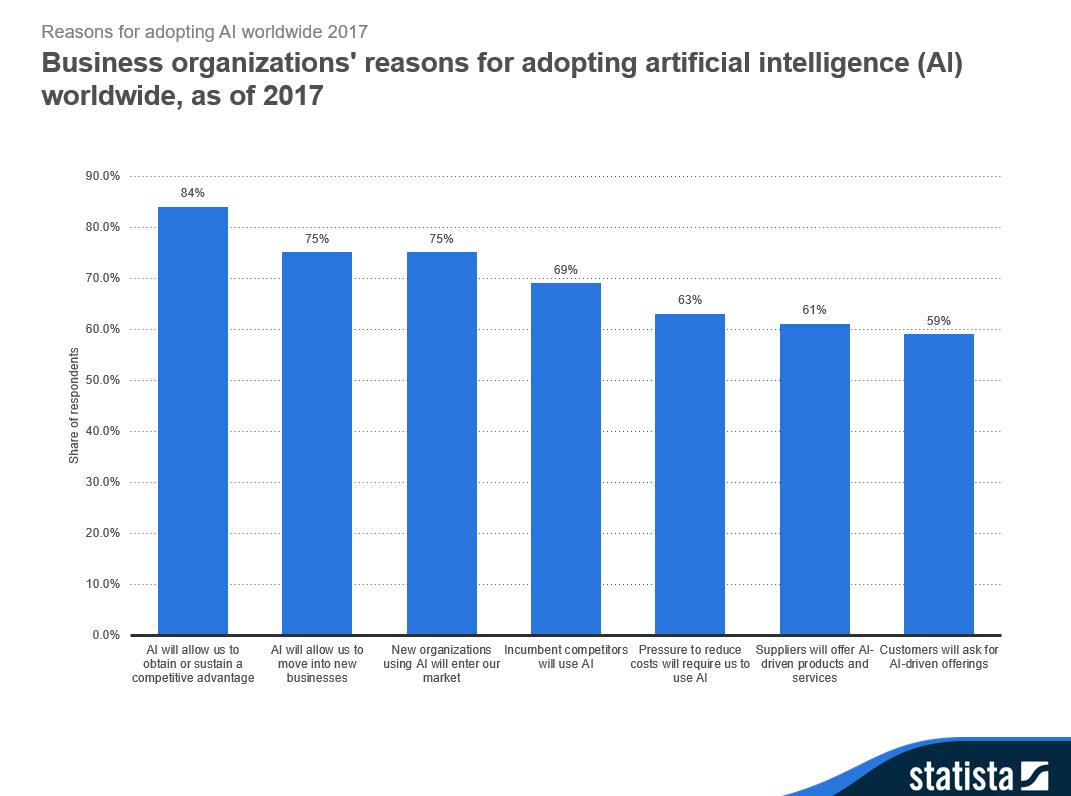 Reasons for adopting AI worldwide 2017
Business organizations' reasons for adopting artificial intelligence (AI)
worldwide, as of 2017
Share of respondents
90.0%
80.0%
70.0%
60.0%
50.0%
40.0%
30.0%
20.0%
10.0%
0.0%
84%
75%
75%
69%
63%
61%
59%
AI will allow us to
obtain or sustain a
competitive advantage
AI will allow us to
move into new
businesses
New organizations
using AI will enter our
market
Incumbent competitors
will use AI
Pressure to reduce
costs will require us to
use AI
Suppliers will offer AI-
driven products and
services
Customers will ask for
AI-driven offerings
statista